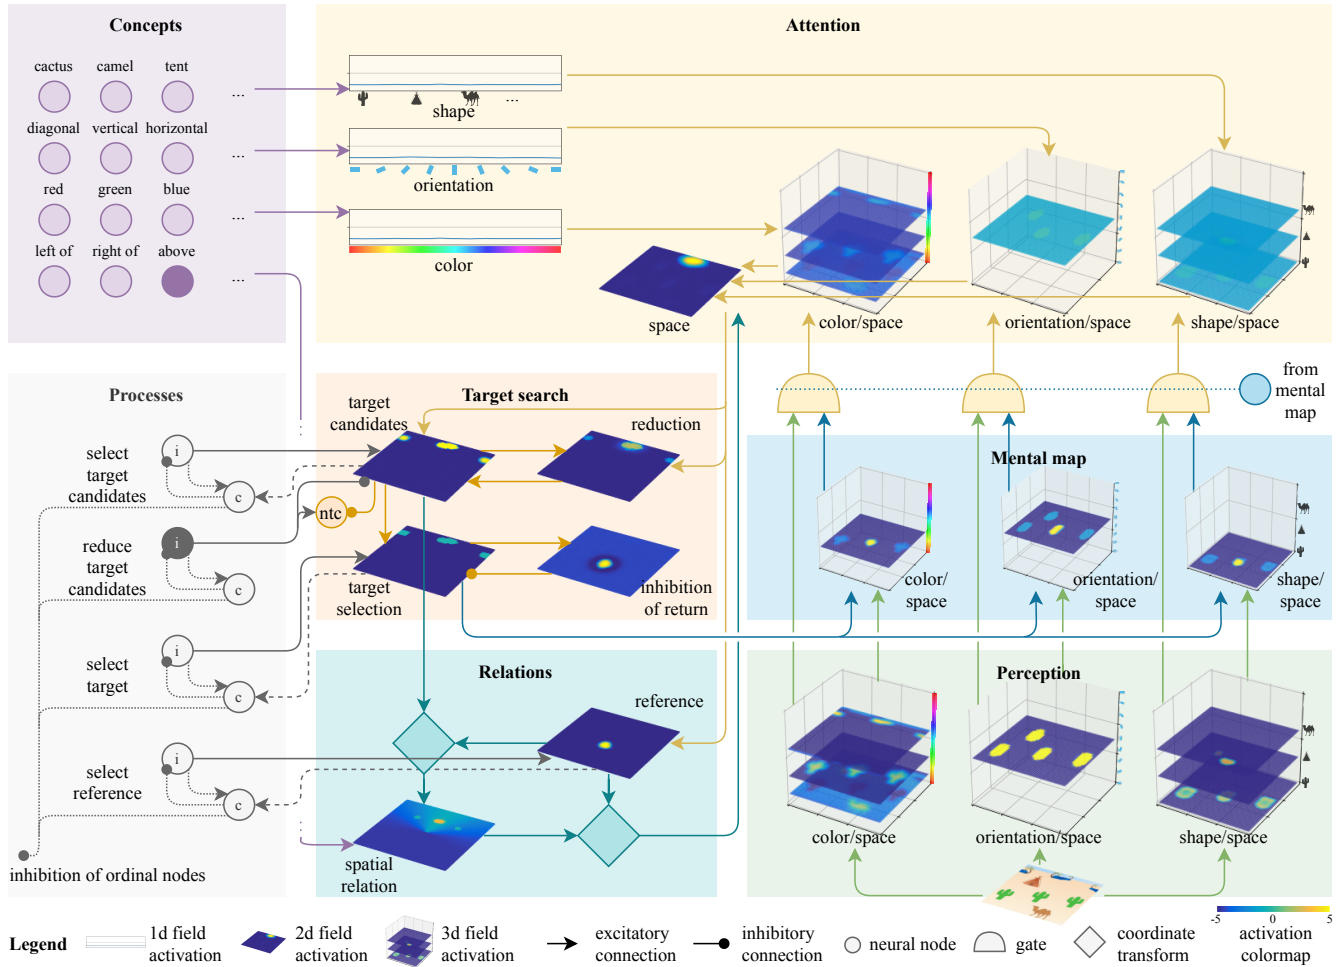 Concepts
cactus camel tent
...
diagonal vertical horizontal
...
red green blue
...
left of right of above
...
Attention
shape
...
orientation
color
space
color/space
orientation/space
shape/space
from
mental
map
Processes
select
target
candidates
i
c
reduce
target
candidates
i
c
select
target
i
c
select
reference
i
c
inhibition of ordinal nodes
Target search
target
candidates
reduction
ntc
target
selection
inhibition
of return
Mental map
color/
space
orientation/
space
shape/
space
Relations
reference
spatial
relation
Perception
color/space
orientation/space
shape/space
Legend
1d field
activation
2d field
activation
3d field
activation
excitatory
connection
inhibitory
connection
neural node
gate
coordinate
transform
-5 0 5
activation
colormap